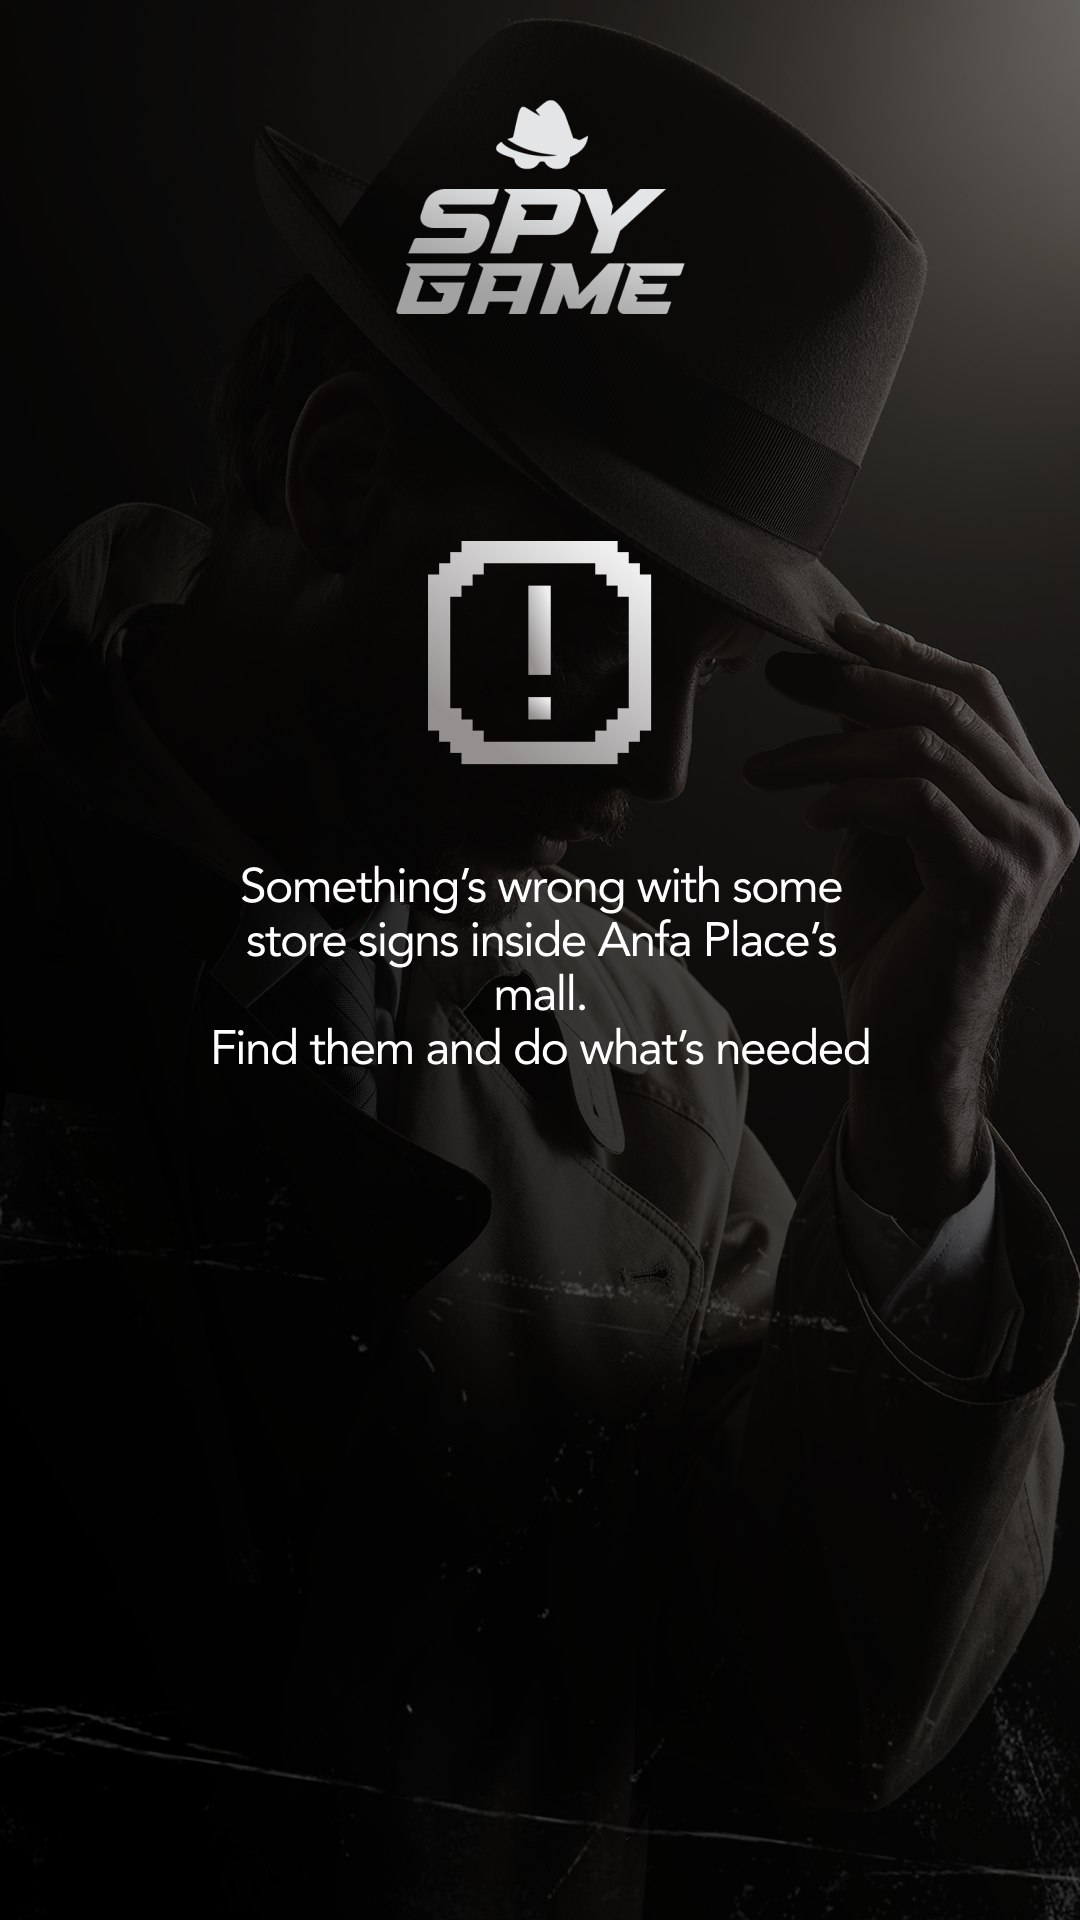 SPY
GAME
Something’s wrong with some
store signs inside Anfa Place’s
mall.
Find them and do what’s needed